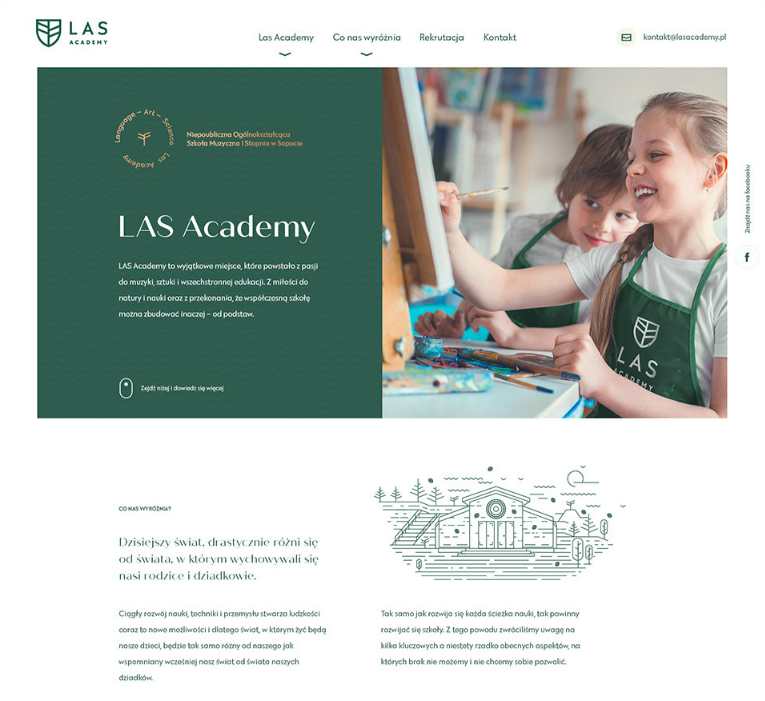 LAS
ACADEMY
Las Academy
Co nas wyróżnia
Rekrutacja
Kontakt
kontakt@lasacademy.pl
Language – Art – Science
Las Academy
Niepubliczna Ogólnokształcąca
Szkoła Muzyczna I Stopnia w Sopocie
LAS Academy
LAS Academy to wyjątkowe miejsce, które powstało z pasji
do muzyki, sztuki i wszechstronnej edukacji. Z miłości do
natury i nauki oraz z przekonania, że współczesną szkołę
można zbudować inaczej – od podstaw.
Zejdź niżej i dowiedz się więcej
LAS
ACADEMY
Znajdź nas na facebooku
CO NAS WYRÓŻNIA?
Dzisiejszy świat, drastycznie różni się
od świata, w którym wychowywali się
nasi rodzice i dziadkowie.
Ciągły rozwój nauki, techniki i przemysłu stwarza ludzkości
coraz to nowe możliwości i dlatego świat, w którym żyć będą
nasze dzieci, będzie tak samo różny od naszego jak
wspomniany wcześniej nasz świat od świata naszych
dziadków.
Tak samo jak rozwija się każda ścieżka nauki, tak powinny
rozwijać się szkoły. Z tego powodu zwróciliśmy uwagę na
kilka kluczowych a niestety rzadko obecnych aspektów, na
których brak nie możemy i nie chcemy sobie pozwolić.